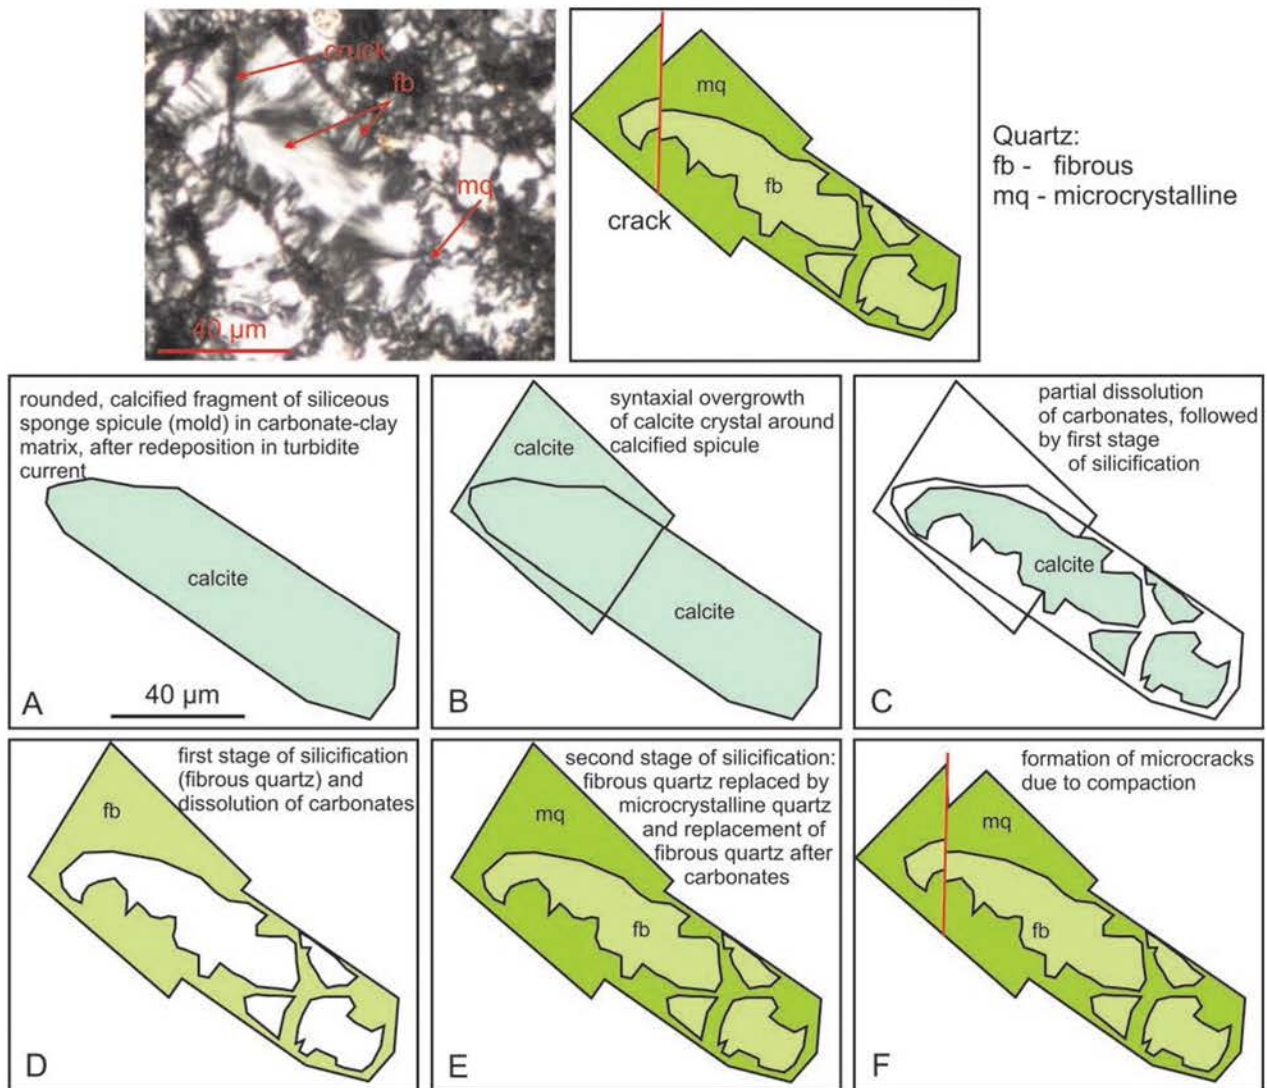 cruck
fb
mq
40 µm
mq
fb
crack
Quartz:
fb - fibrous
mq - microcrystalline
rounded, calcified fragment of siliceous
sponge spicule (mold) in carbonate-clay
matrix, after redeposition in turbidite
current
calcite
40 µm
A
syntaxial overgrowth
of calcite crystal around
calcified spicule
calcite
calcite
B
partial dissolution
of carbonates, followed
by first stage
of silicification
calcite
C
first stage of silicification
(fibrous quartz) and
dissolution of carbonates
fb
D
second stage of silicification:
fibrous quartz replaced by
microcrystalline quartz
and replacement of
fibrous quartz after
carbonates
mq
fb
E
formation of microcracks
due to compaction
mq
fb
F